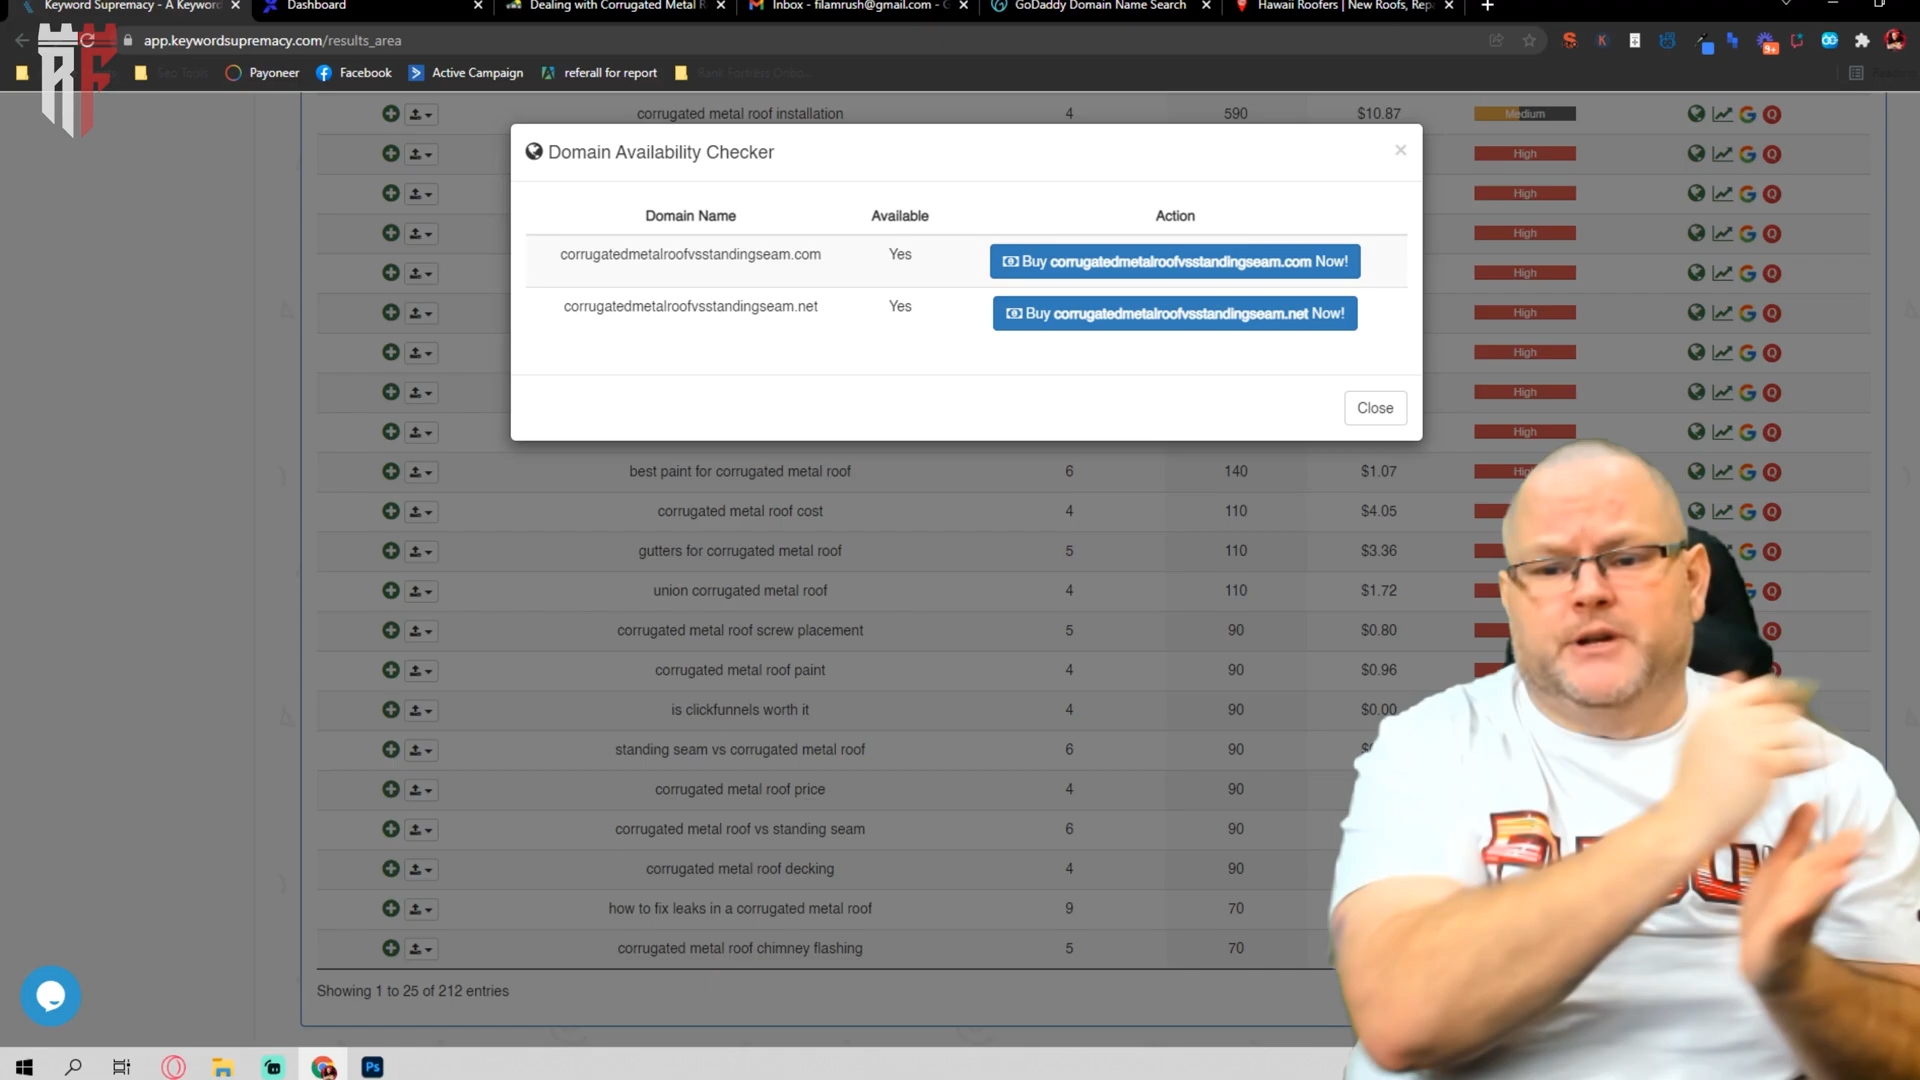 Keyword Supremacy - A Keyword
Dashboard
Dealing with Corrugated Metal R
Inbox - filamrush@gmail.com - G
GoDaddy Domain Name Search
Hawaii Roofers | New Roofs, Repa
app.keywordsupremacy.com/results_area
Seo Tools
Payoneer
Facebook
Active Campaign
referall for report
Rank Fortress Onbo...
Reading
RF
corrugated metal roof installation 4 590 $10.87 Medium
Domain Availability Checker
High
High
Domain Name Available Action
High
corrugatedmetalroofvsstandingseam.com Yes Buy corrugatedmetalroofvsstandingseam.com Now!
High
corrugatedmetalroofvsstandingseam.net Yes Buy corrugatedmetalroofvsstandingseam.net Now!
High
High
High
Close
High
best paint for corrugated metal roof 6 140 $1.07
corrugated metal roof cost 4 110 $4.05
gutters for corrugated metal roof 5 110 $3.36
union corrugated metal roof 4 110 $1.72
corrugated metal roof screw placement 5 90 $0.80
corrugated metal roof paint 4 90 $0.96
is clickfunnels worth it 4 90 $0.00
standing seam vs corrugated metal roof 6 90
corrugated metal roof price 4 90
corrugated metal roof vs standing seam 6 90
corrugated metal roof decking 4 90
how to fix leaks in a corrugated metal roof 9 70
corrugated metal roof chimney flashing 5 70
Showing 1 to 25 of 212 entries
Ps